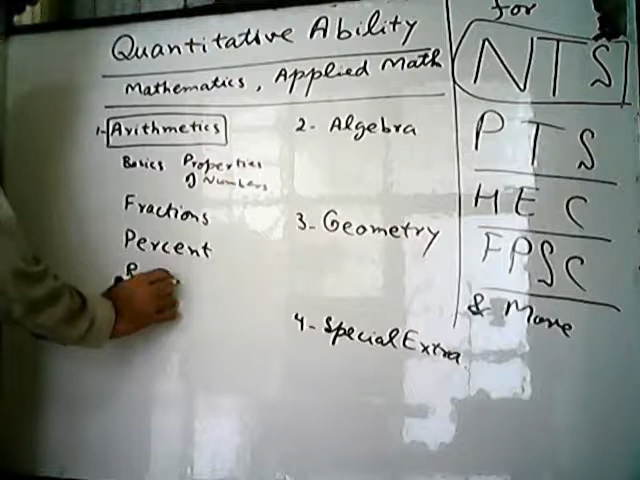 Quantitative Ability
Mathematics, Applied Math
1- Arithmetics
Basics Properties
of Numbers
Fractions
Percent
2- Algebra
3- Geometry
4- Special Extra
for
NTS
PTS
HEC
FPSC
& More